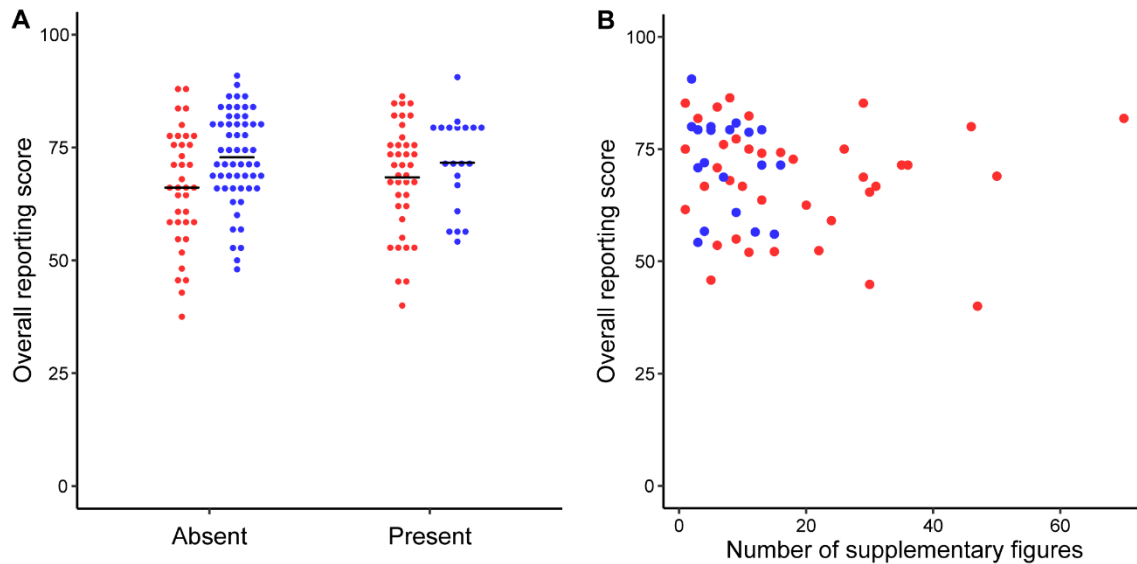 A
Overall reporting score
100
75
50
25
0
Absent
Present
B
Overall reporting score
100
75
50
25
0
0
20
40
60
Number of supplementary figures